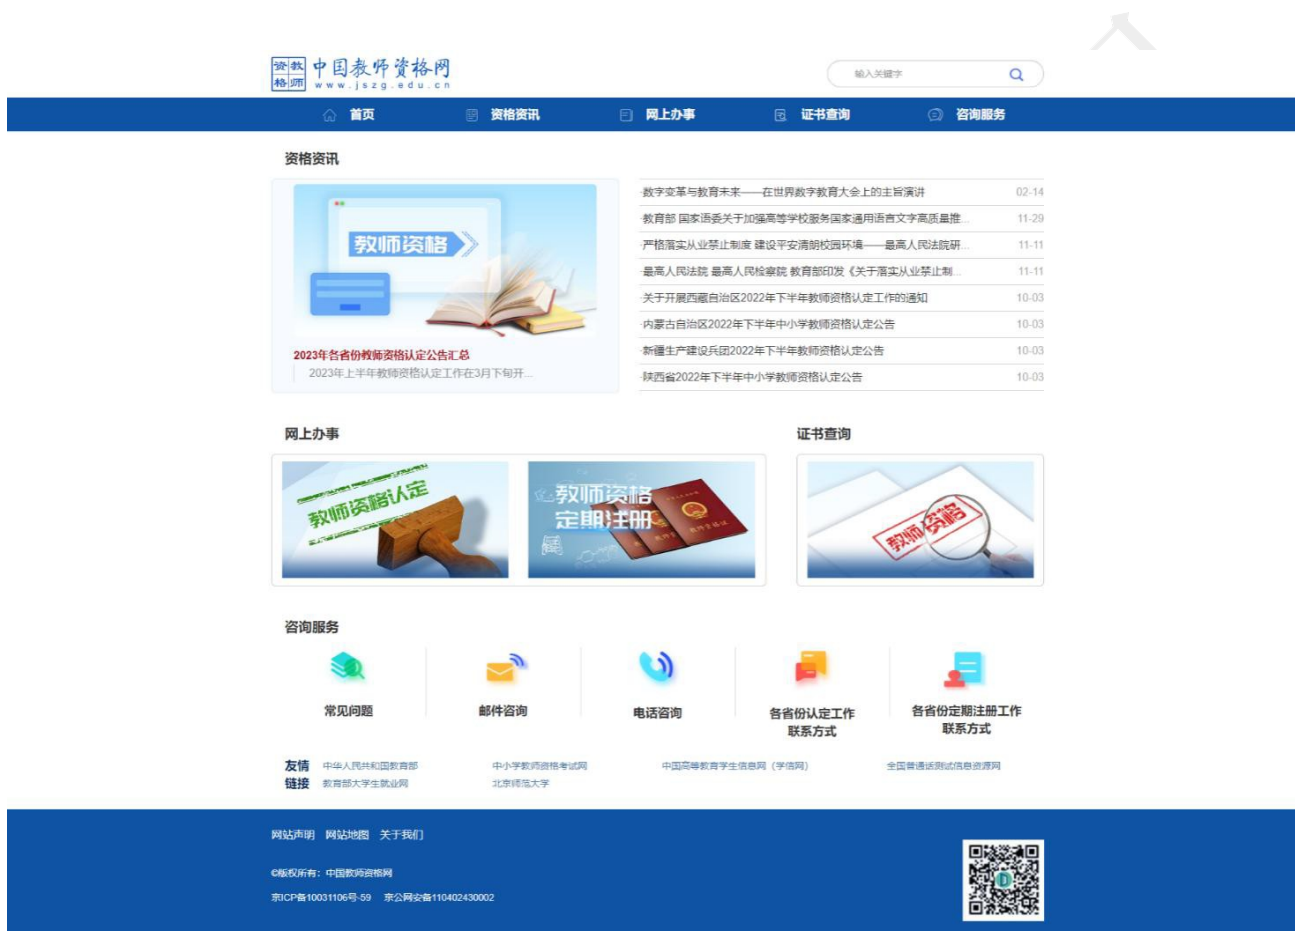 资教 中国教师资格网
格师 www.jszg.edu.cn
输入关键字
首页 资格资讯 网上办事 证书查询 咨询服务
资格资讯
教师资格
2023年各省份教师资格认定公告汇总
2023年上半年教师资格认定工作在3月下旬开...
·数字变革与教育未来——在世界数字教育大会上的主旨演讲 02-14
·教育部 国家语委关于加强高等学校服务国家通用语言文字高质量推... 11-29
·严格落实从业禁止制度 建设平安清朗校园环境——最高人民法院研... 11-11
·最高人民法院 最高人民检察院 教育部印发《关于落实从业禁止制... 11-11
·关于开展西藏自治区2022年下半年教师资格认定工作的通知 10-03
·内蒙古自治区2022年下半年中小学教师资格认定公告 10-03
·新疆生产建设兵团2022年下半年教师资格认定公告 10-03
·陕西省2022年下半年中小学教师资格认定公告 10-03
网上办事
教师资格认定
教师资格
定期注册
证书查询
教师资格
咨询服务
常见问题
邮件咨询
电话咨询
各省份认定工作
联系方式
各省份定期注册工作
联系方式
友情
链接
中华人民共和国教育部 中小学教师资格考试网 中国高等教育学生信息网（学信网） 全国普通话测试信息资源网
教育部大学生就业网 北京师范大学
网站声明 网站地图 关于我们
©版权所有：中国教师资格网
京ICP备10031106号-59 京公网安备110402430002